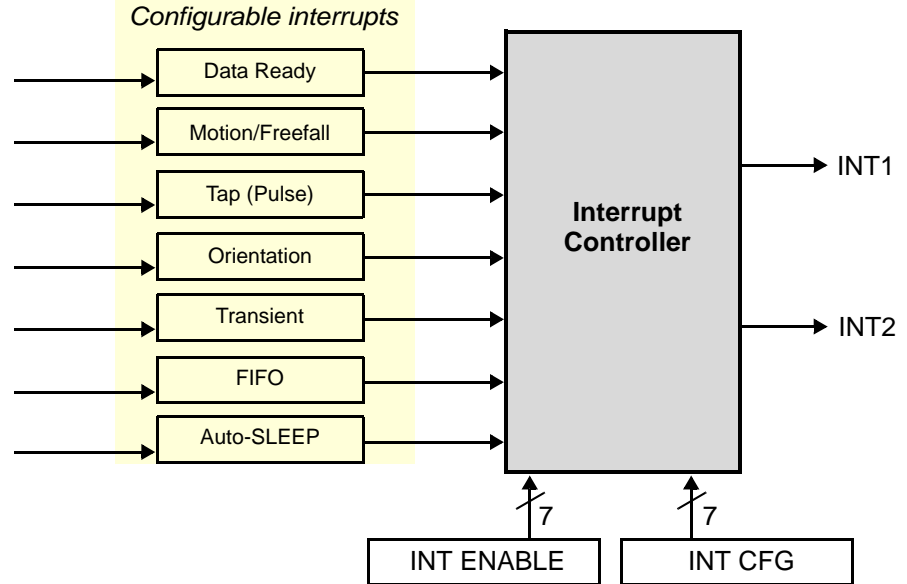 Configurable interrupts
Data Ready
Motion/Freefall
Tap (Pulse)
Orientation
Transient
FIFO
Auto-SLEEP
Interrupt
Controller
INT1
INT2
7
7
INT ENABLE
INT CFG